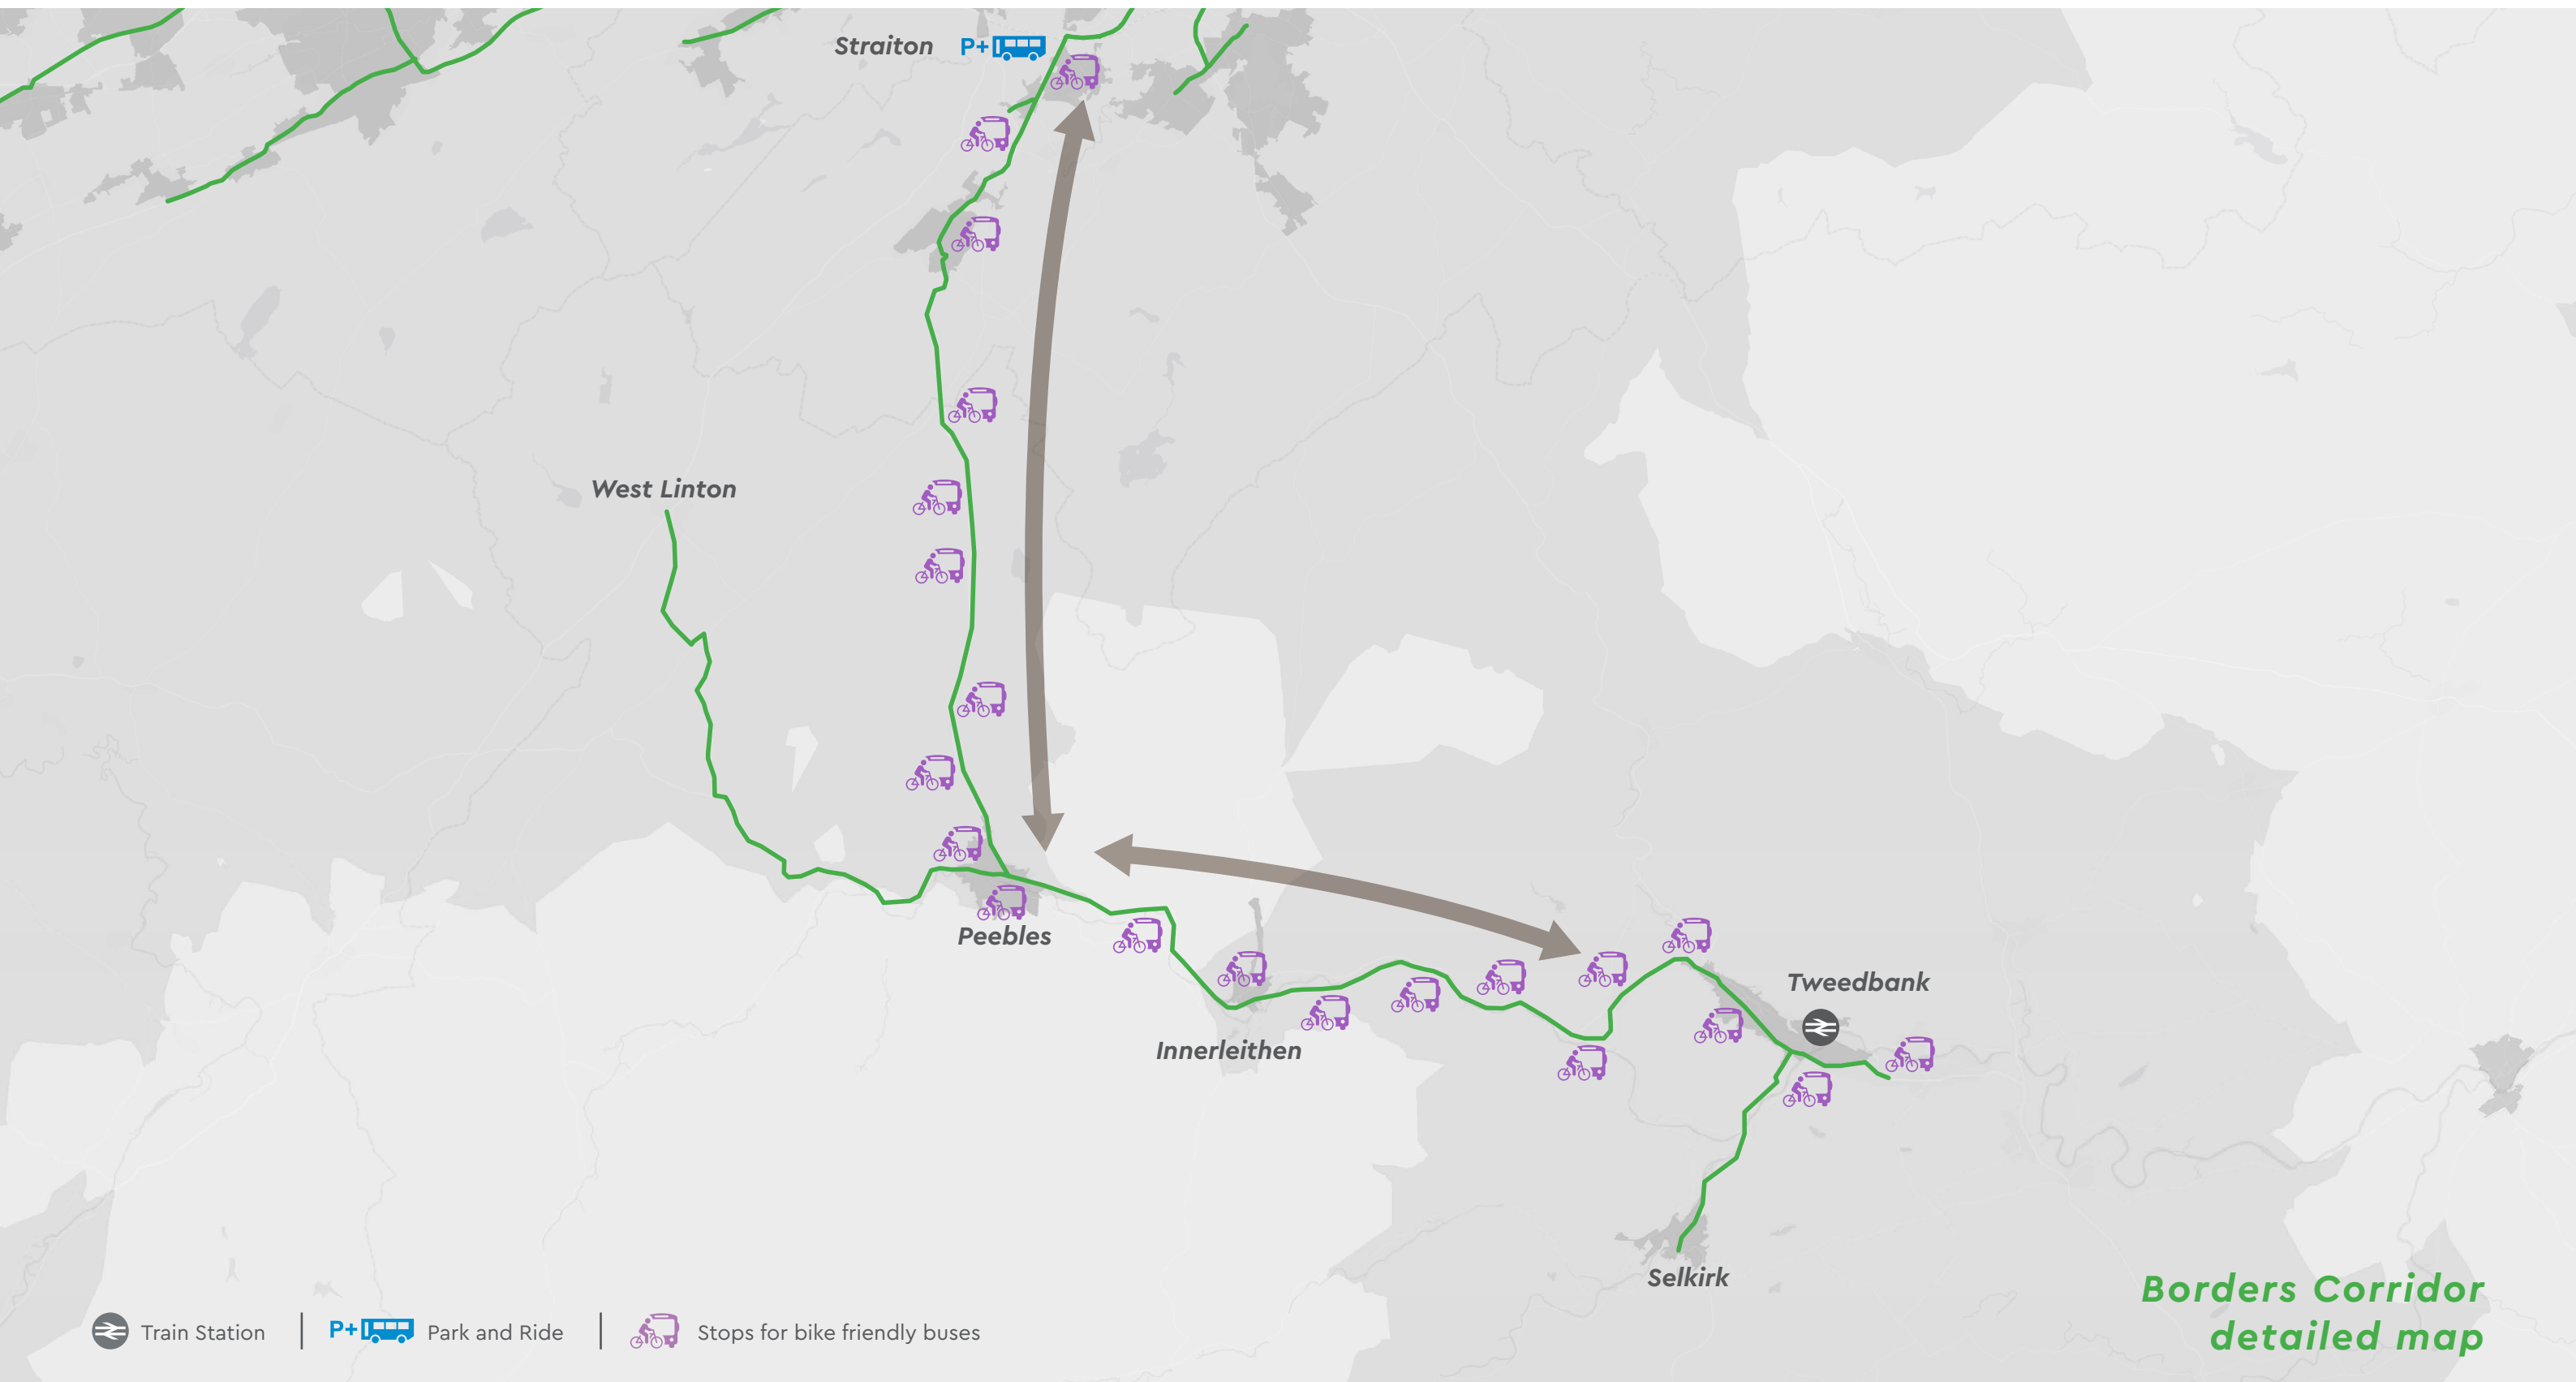 Straiton
P+
West Linton
Peebles
Innerleithen
Tweedbank
Selkirk
Borders Corridor
detailed map
Train Station
P+
Park and Ride
Stops for bike friendly buses